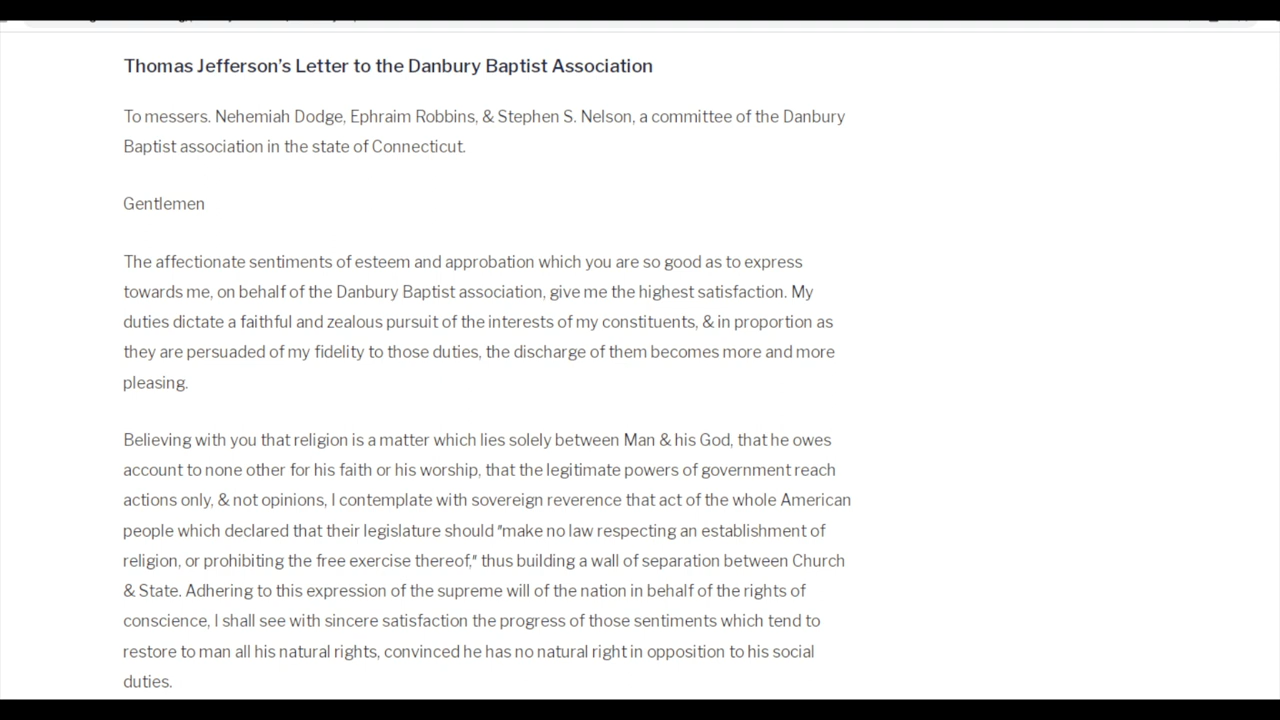 Thomas Jefferson's Letter to the Danbury Baptist Association
To messers. Nehemiah Dodge, Ephraim Robbins, & Stephen S. Nelson, a committee of the Danbury
Baptist association in the state of Connecticut.
Gentlemen
The affectionate sentiments of esteem and approbation which you are so good as to express
towards me, on behalf of the Danbury Baptist association, give me the highest satisfaction. My
duties dictate a faithful and zealous pursuit of the interests of my constituents, & in proportion as
they are persuaded of my fidelity to those duties, the discharge of them becomes more and more
pleasing.
Believing with you that religion is a matter which lies solely between Man & his God, that he owes
account to none other for his faith or his worship, that the legitimate powers of government reach
actions only, & not opinions, I contemplate with sovereign reverence that act of the whole American
people which declared that their legislature should "make no law respecting an establishment of
religion, or prohibiting the free exercise thereof," thus building a wall of separation between Church
& State. Adhering to this expression of the supreme will of the nation in behalf of the rights of
conscience, I shall see with sincere satisfaction the progress of those sentiments which tend to
restore to man all his natural rights, convinced he has no natural right in opposition to his social
duties.